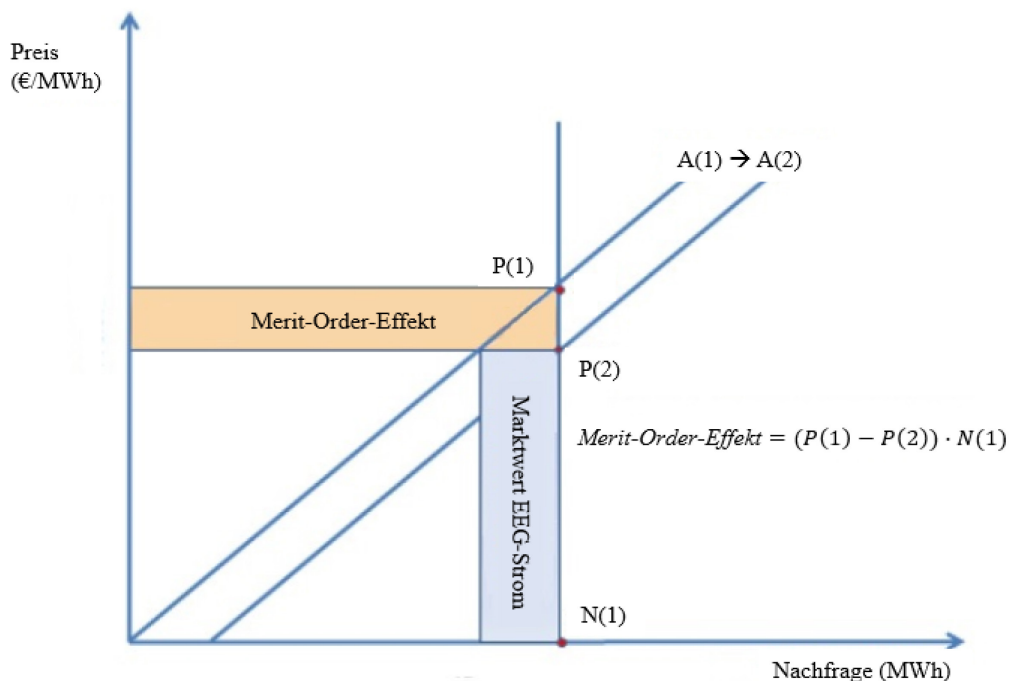 Preis
(€/MWh)
A(1) → A(2)
P(1)
Merit-Order-Effekt
P(2)
Marktwert EEG-Strom
Merit-Order-Effekt = (P(1) − P(2)) · N(1)
N(1)
Nachfrage (MWh)